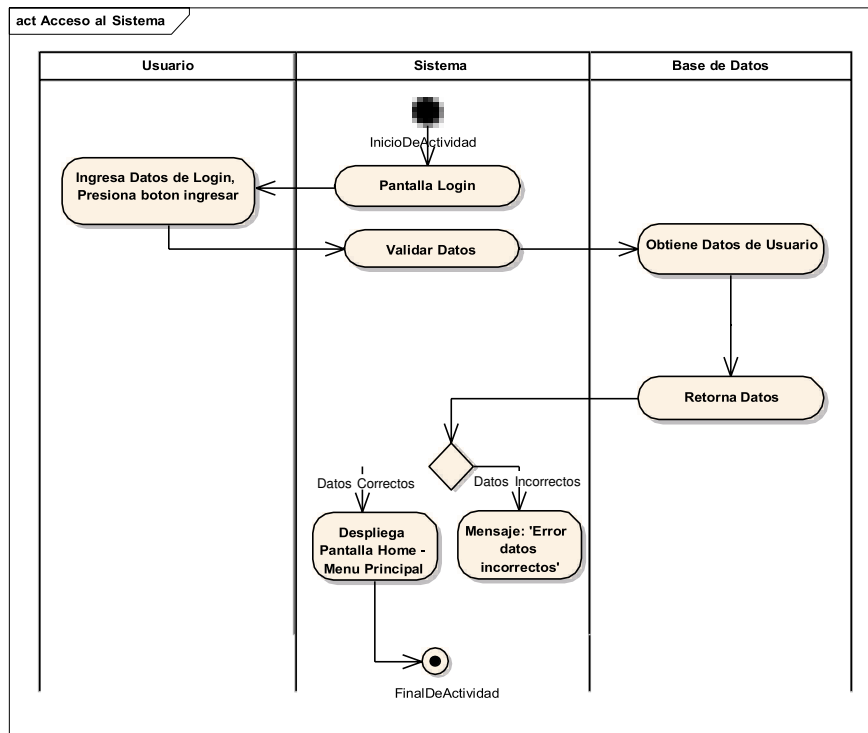 act Acceso al Sistema
Usuario
Sistema
Base de Datos
InicioDeActividad
Ingresa Datos de Login,
Presiona boton ingresar
Pantalla Login
Validar Datos
Obtiene Datos de Usuario
Retorna Datos
Datos Correctos
Datos Incorrectos
Despliega
Pantalla Home -
Menu Principal
Mensaje: 'Error
datos
incorrectos'
FinalDeActividad